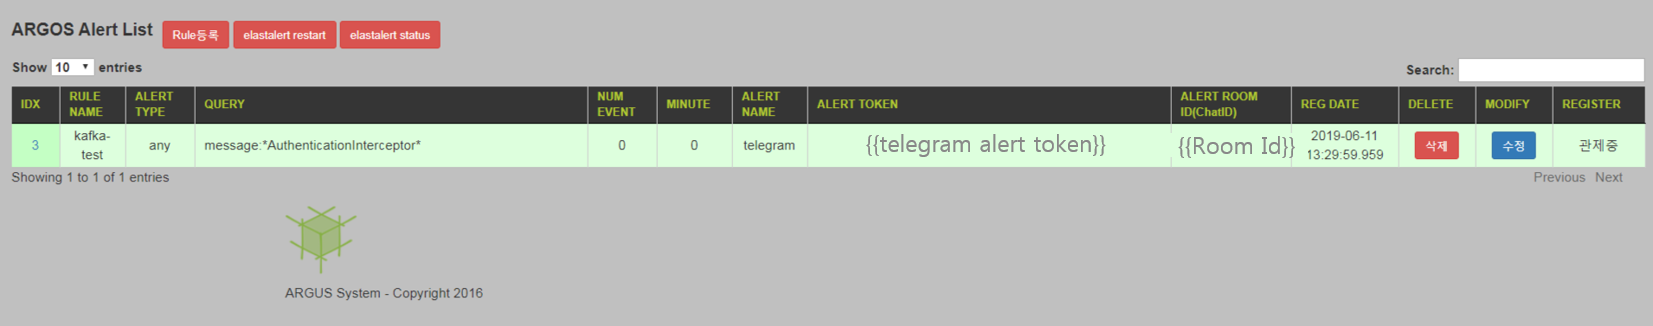 ARGOS Alert List Rule등록 elastalert restart elastalert status
Show 10 entries Search:
IDX RULE NAME ALERT TYPE QUERY NUM EVENT MINUTE ALERT NAME ALERT TOKEN ALERT ROOM ID(ChatID) REG DATE DELETE MODIFY REGISTER
3 kafka-test any message:*AuthenticationInterceptor* 0 0 telegram {{telegram alert token}} {{Room Id}} 2019-06-11 13:29:59.959 삭제 수정 관제중
Showing 1 to 1 of 1 entries Previous Next
ARGUS System - Copyright 2016